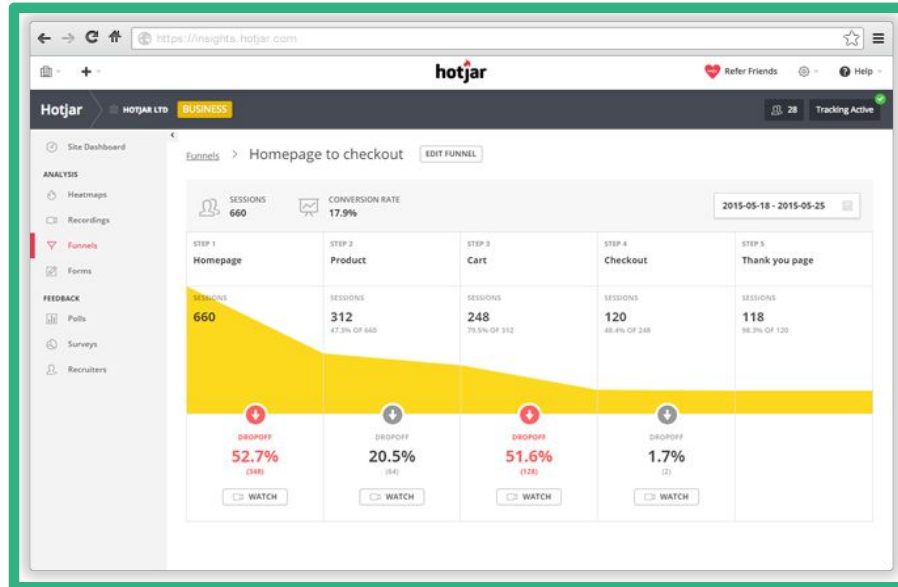 https://insights.hotjar.com
hotjar
Refer Friends
Help
Hotjar
HOTJAR LTD
BUSINESS
28
Tracking Active
Site Dashboard
ANALYSIS
Heatmaps
Recordings
Funnels
Forms
FEEDBACK
Polls
Surveys
Recruiters
Funnels > Homepage to checkout
EDIT FUNNEL
SESSIONS
660
CONVERSION RATE
17.9%
2015-05-18 - 2015-05-25
STEP 1
Homepage
SESSIONS
660
DROPOFF
52.7%
(348)
WATCH
STEP 2
Product
SESSIONS
312
47.3% OF 660
DROPOFF
20.5%
(64)
WATCH
STEP 3
Cart
SESSIONS
248
79.5% OF 312
DROPOFF
51.6%
(128)
WATCH
STEP 4
Checkout
SESSIONS
120
48.4% OF 248
DROPOFF
1.7%
(2)
WATCH
STEP 5
Thank you page
SESSIONS
118
98.3% OF 120